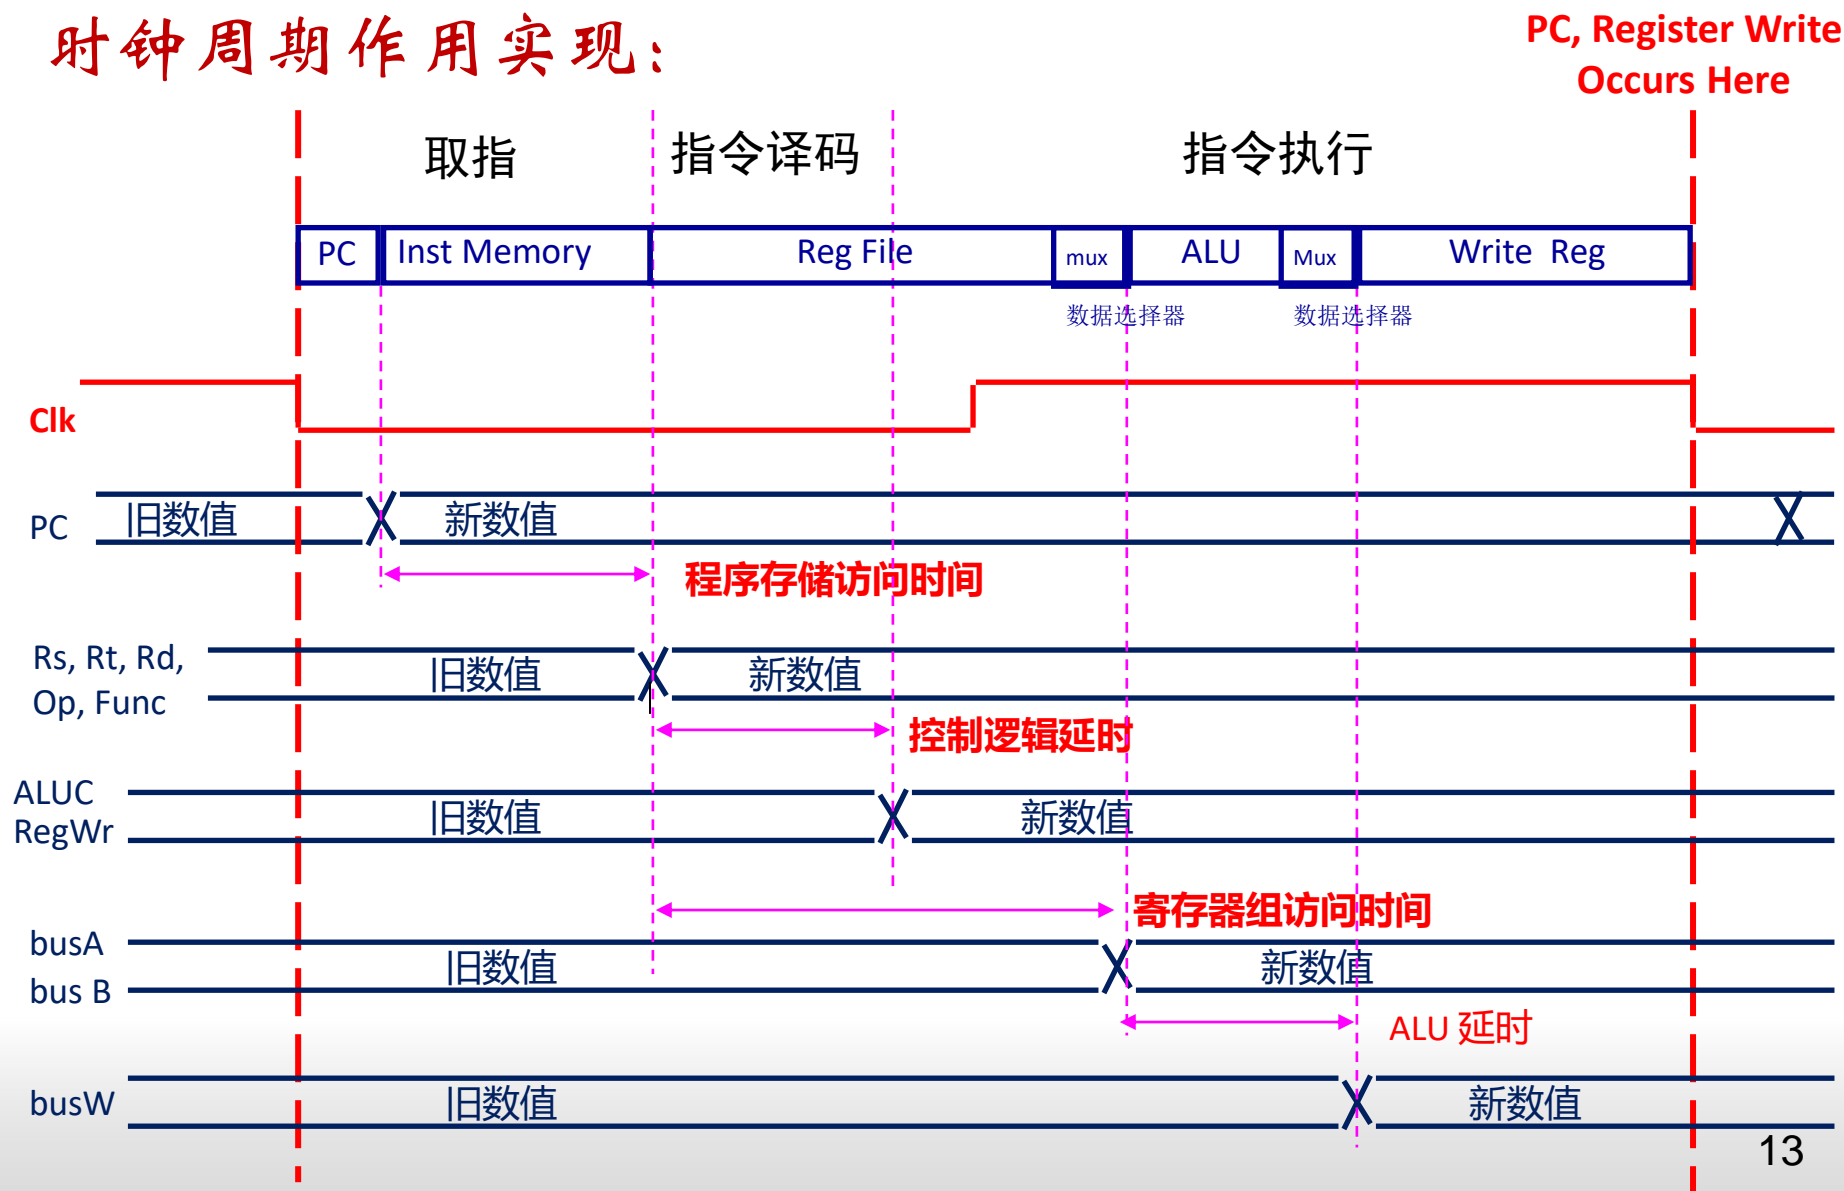 时钟周期作用实现：
PC, Register Write
Occurs Here
取指 指令译码 指令执行
PC Inst Memory Reg File mux ALU Mux Write Reg
数据选择器 数据选择器
Clk
PC 旧数值 新数值
程序存储访问时间
Rs, Rt, Rd,
Op, Func
旧数值 新数值
控制逻辑延时
ALUC
RegWr
旧数值 新数值
寄存器组访问时间
busA
bus B
旧数值 新数值
ALU 延时
busW 旧数值 新数值
13